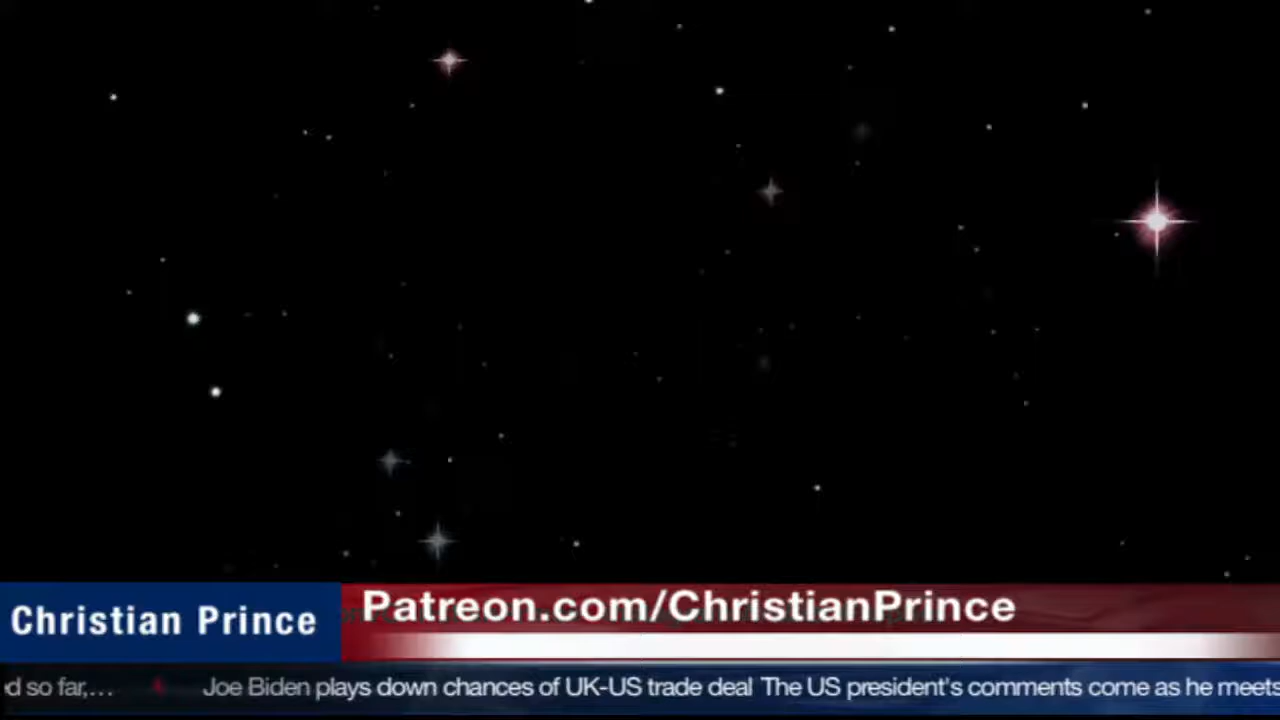 Patreon.com/ChristianPrince
Christian Prince
d so far,... Joe Biden plays down chances of UK-US trade deal The US president's comments come as he meets